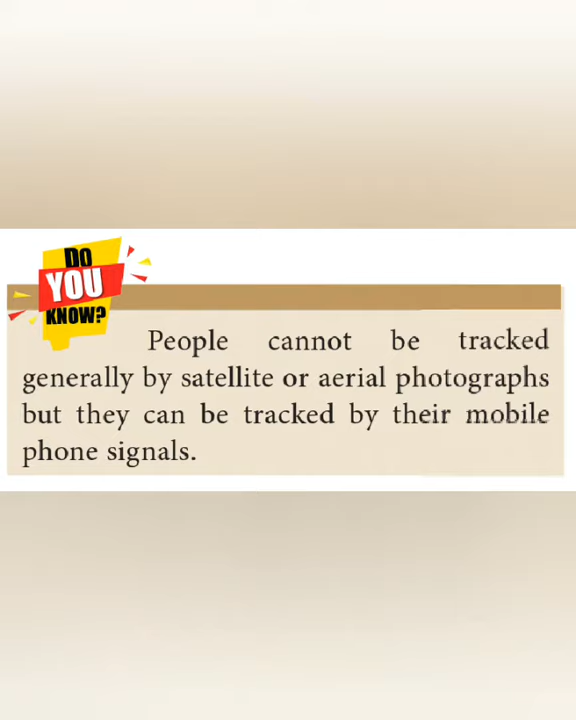 DO
YOU
KNOW?
People cannot be tracked
generally by satellite or aerial photographs
but they can be tracked by their mobile
phone signals.